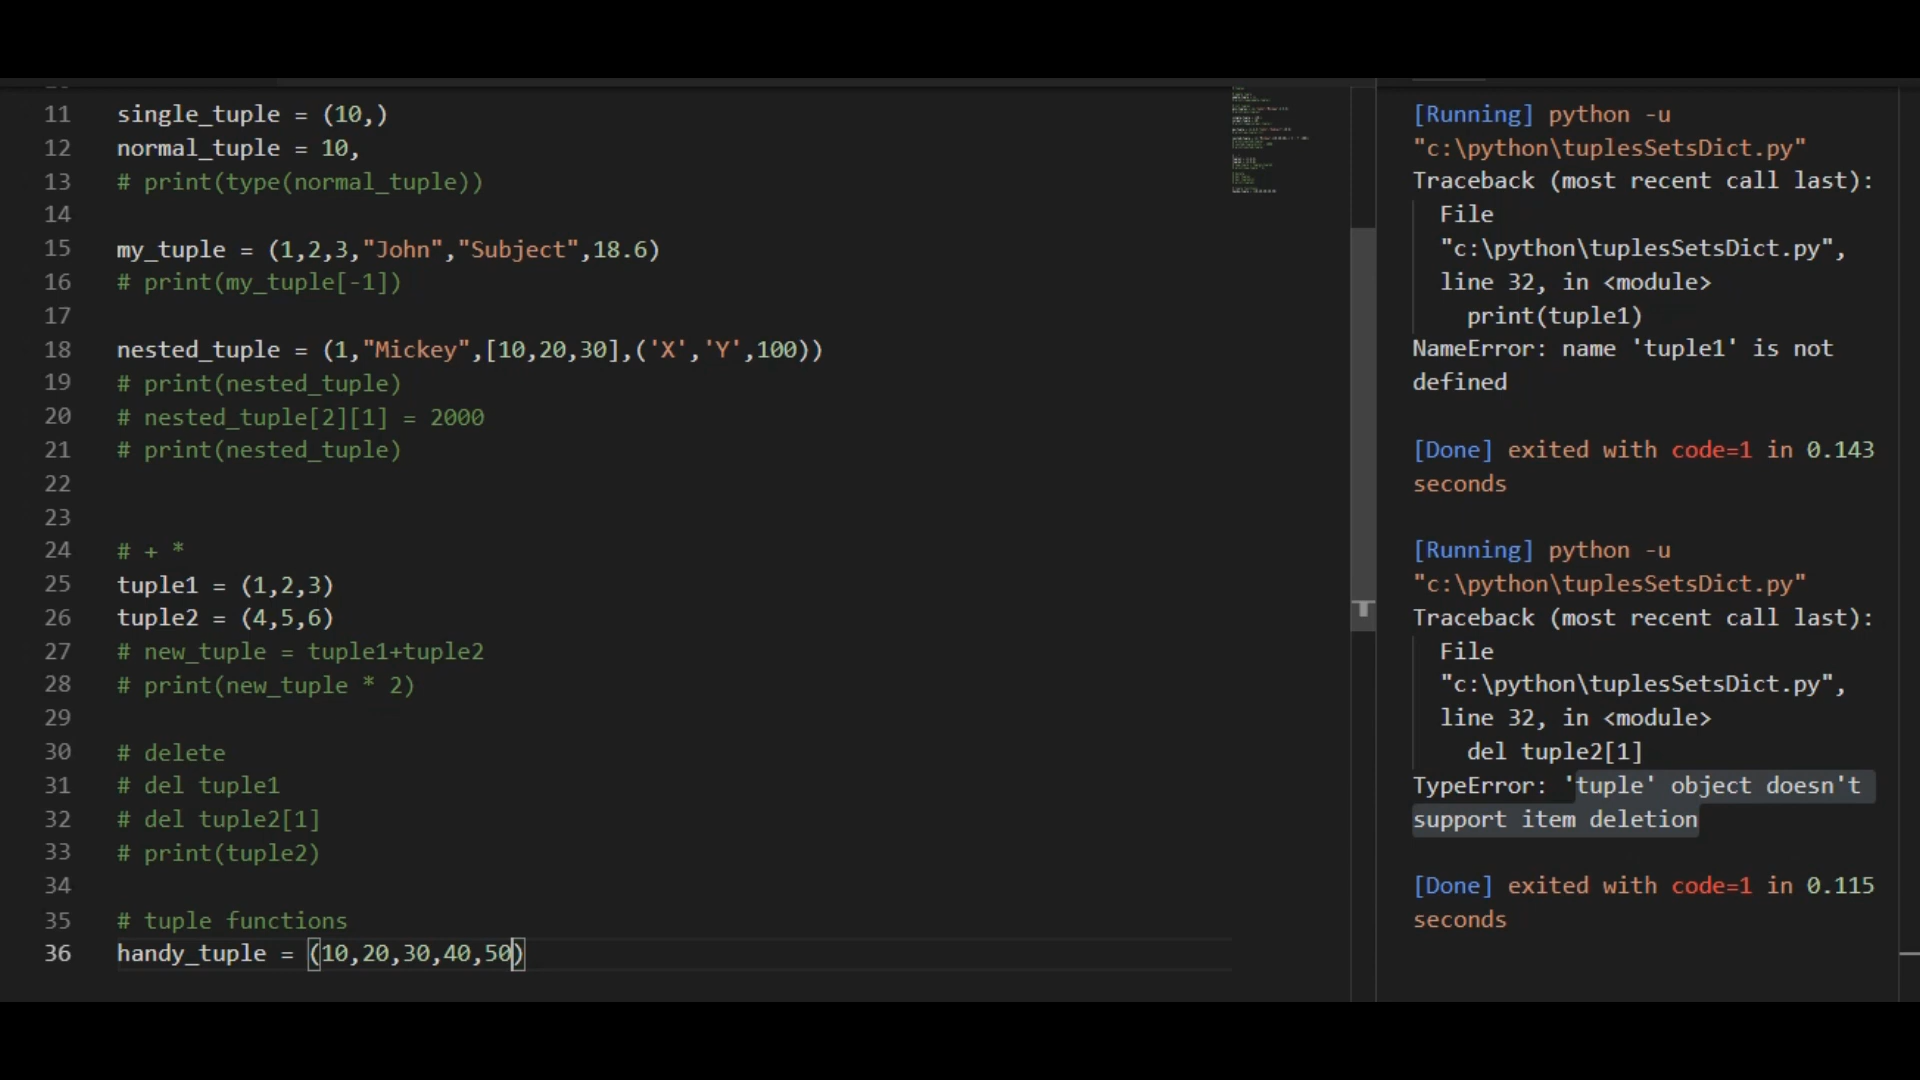 11 single_tuple = (10,)
12 normal_tuple = 10,
13 # print(type(normal_tuple))
14
15 my_tuple = (1,2,3,"John","Subject",18.6)
16 # print(my_tuple[-1])
17
18 nested_tuple = (1,"Mickey",[10,20,30],('X','Y',100))
19 # print(nested_tuple)
20 # nested_tuple[2][1] = 2000
21 # print(nested_tuple)
22
23
24 # + *
25 tuple1 = (1,2,3)
26 tuple2 = (4,5,6)
27 # new_tuple = tuple1+tuple2
28 # print(new_tuple * 2)
29
30 # delete
31 # del tuple1
32 # del tuple2[1]
33 # print(tuple2)
34
35 # tuple functions
36 handy_tuple = (10,20,30,40,50)
[Running] python -u
"c:\python\tuplesSetsDict.py"
Traceback (most recent call last):
File
"c:\python\tuplesSetsDict.py",
line 32, in <module>
print(tuple1)
NameError: name 'tuple1' is not
defined
[Done] exited with code=1 in 0.143
seconds
[Running] python -u
"c:\python\tuplesSetsDict.py"
Traceback (most recent call last):
File
"c:\python\tuplesSetsDict.py",
line 32, in <module>
del tuple2[1]
TypeError: 'tuple' object doesn't
support item deletion
[Done] exited with code=1 in 0.115
seconds